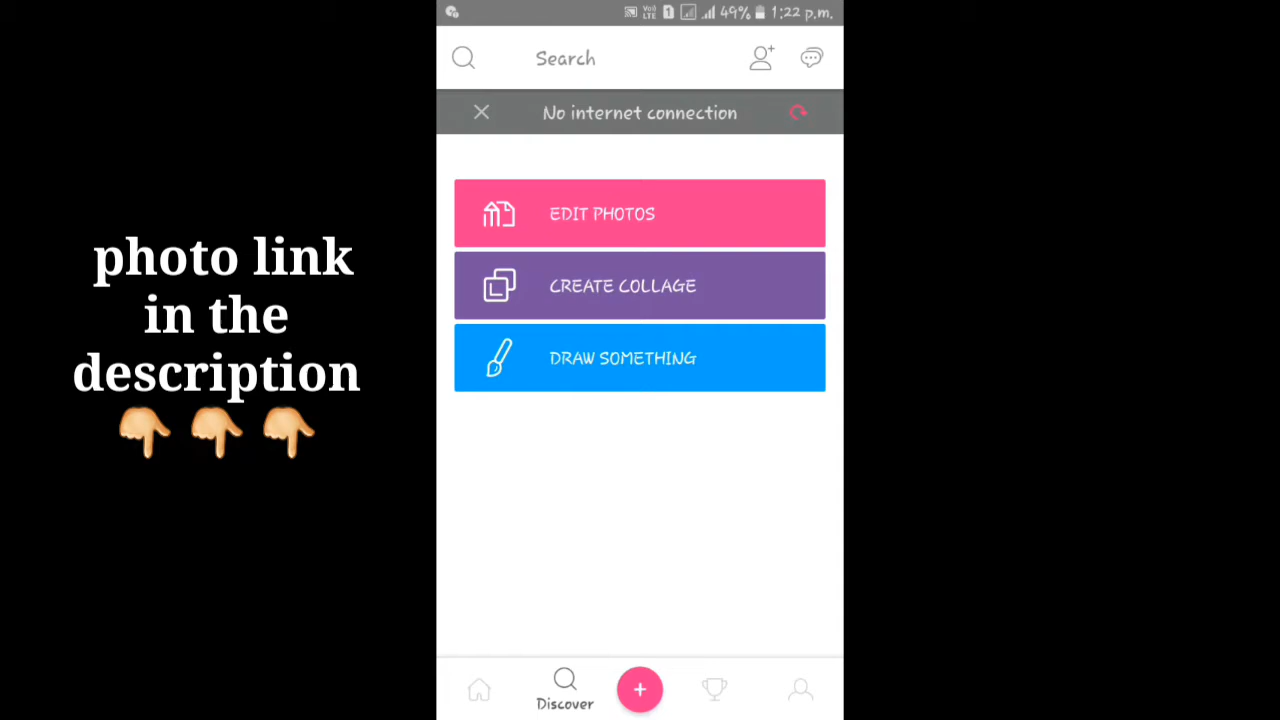 49% 1:22 p.m.
Search
No internet connection
EDIT PHOTOS
CREATE COLLAGE
DRAW SOMETHING
Discover
photo link
in the
description